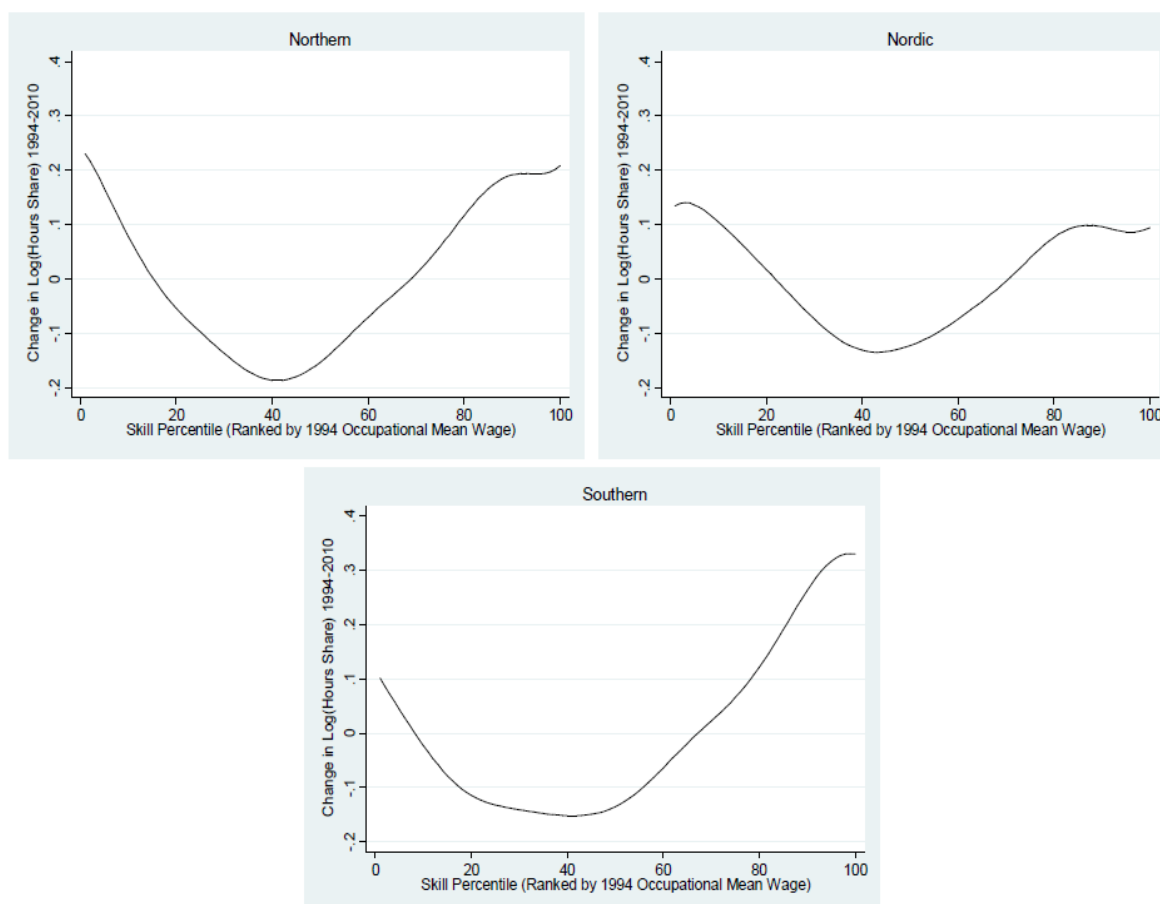 Northern
Change in Log(Hours Share) 1994-2010
.4
.3
.2
.1
0
-.1
-.2
0 20 40 60 80 100
Skill Percentile (Ranked by 1994 Occupational Mean Wage)
Nordic
Change in Log(Hours Share) 1994-2010
.4
.3
.2
.1
0
-.1
-.2
0 20 40 60 80 100
Skill Percentile (Ranked by 1994 Occupational Mean Wage)
Southern
Change in Log(Hours Share) 1994-2010
.4
.3
.2
.1
0
-.1
-.2
0 20 40 60 80 100
Skill Percentile (Ranked by 1994 Occupational Mean Wage)